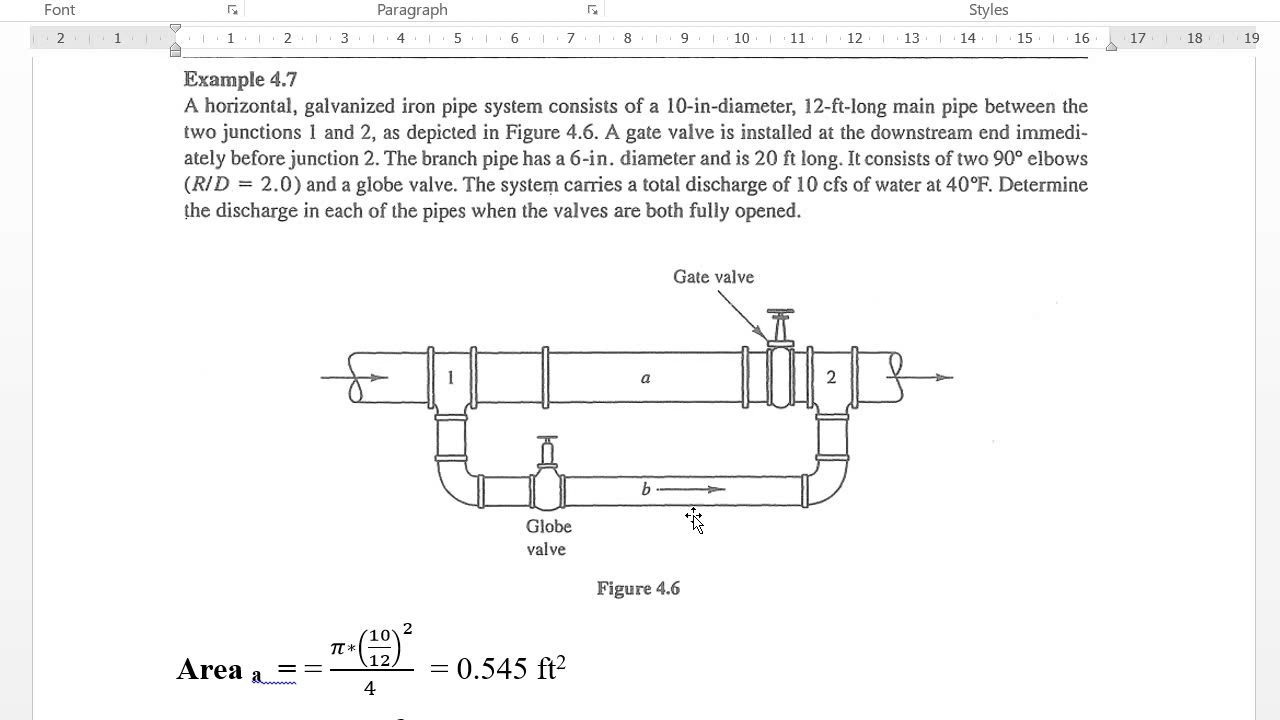 Font Paragraph Styles
2 1 1 2 3 4 5 6 7 8 9 10 11 12 13 14 15 16 17 18 19
Example 4.7
A horizontal, galvanized iron pipe system consists of a 10-in-diameter, 12-ft-long main pipe between the
two junctions 1 and 2, as depicted in Figure 4.6. A gate valve is installed at the downstream end immedi-
ately before junction 2. The branch pipe has a 6-in. diameter and is 20 ft long. It consists of two 90° elbows
(R/D = 2.0) and a globe valve. The system carries a total discharge of 10 cfs of water at 40°F. Determine
the discharge in each of the pipes when the valves are both fully opened.
Gate valve
1 a 2
b
Globe
valve
Figure 4.6
Area a = = π*(10/12)^2/4 = 0.545 ft²